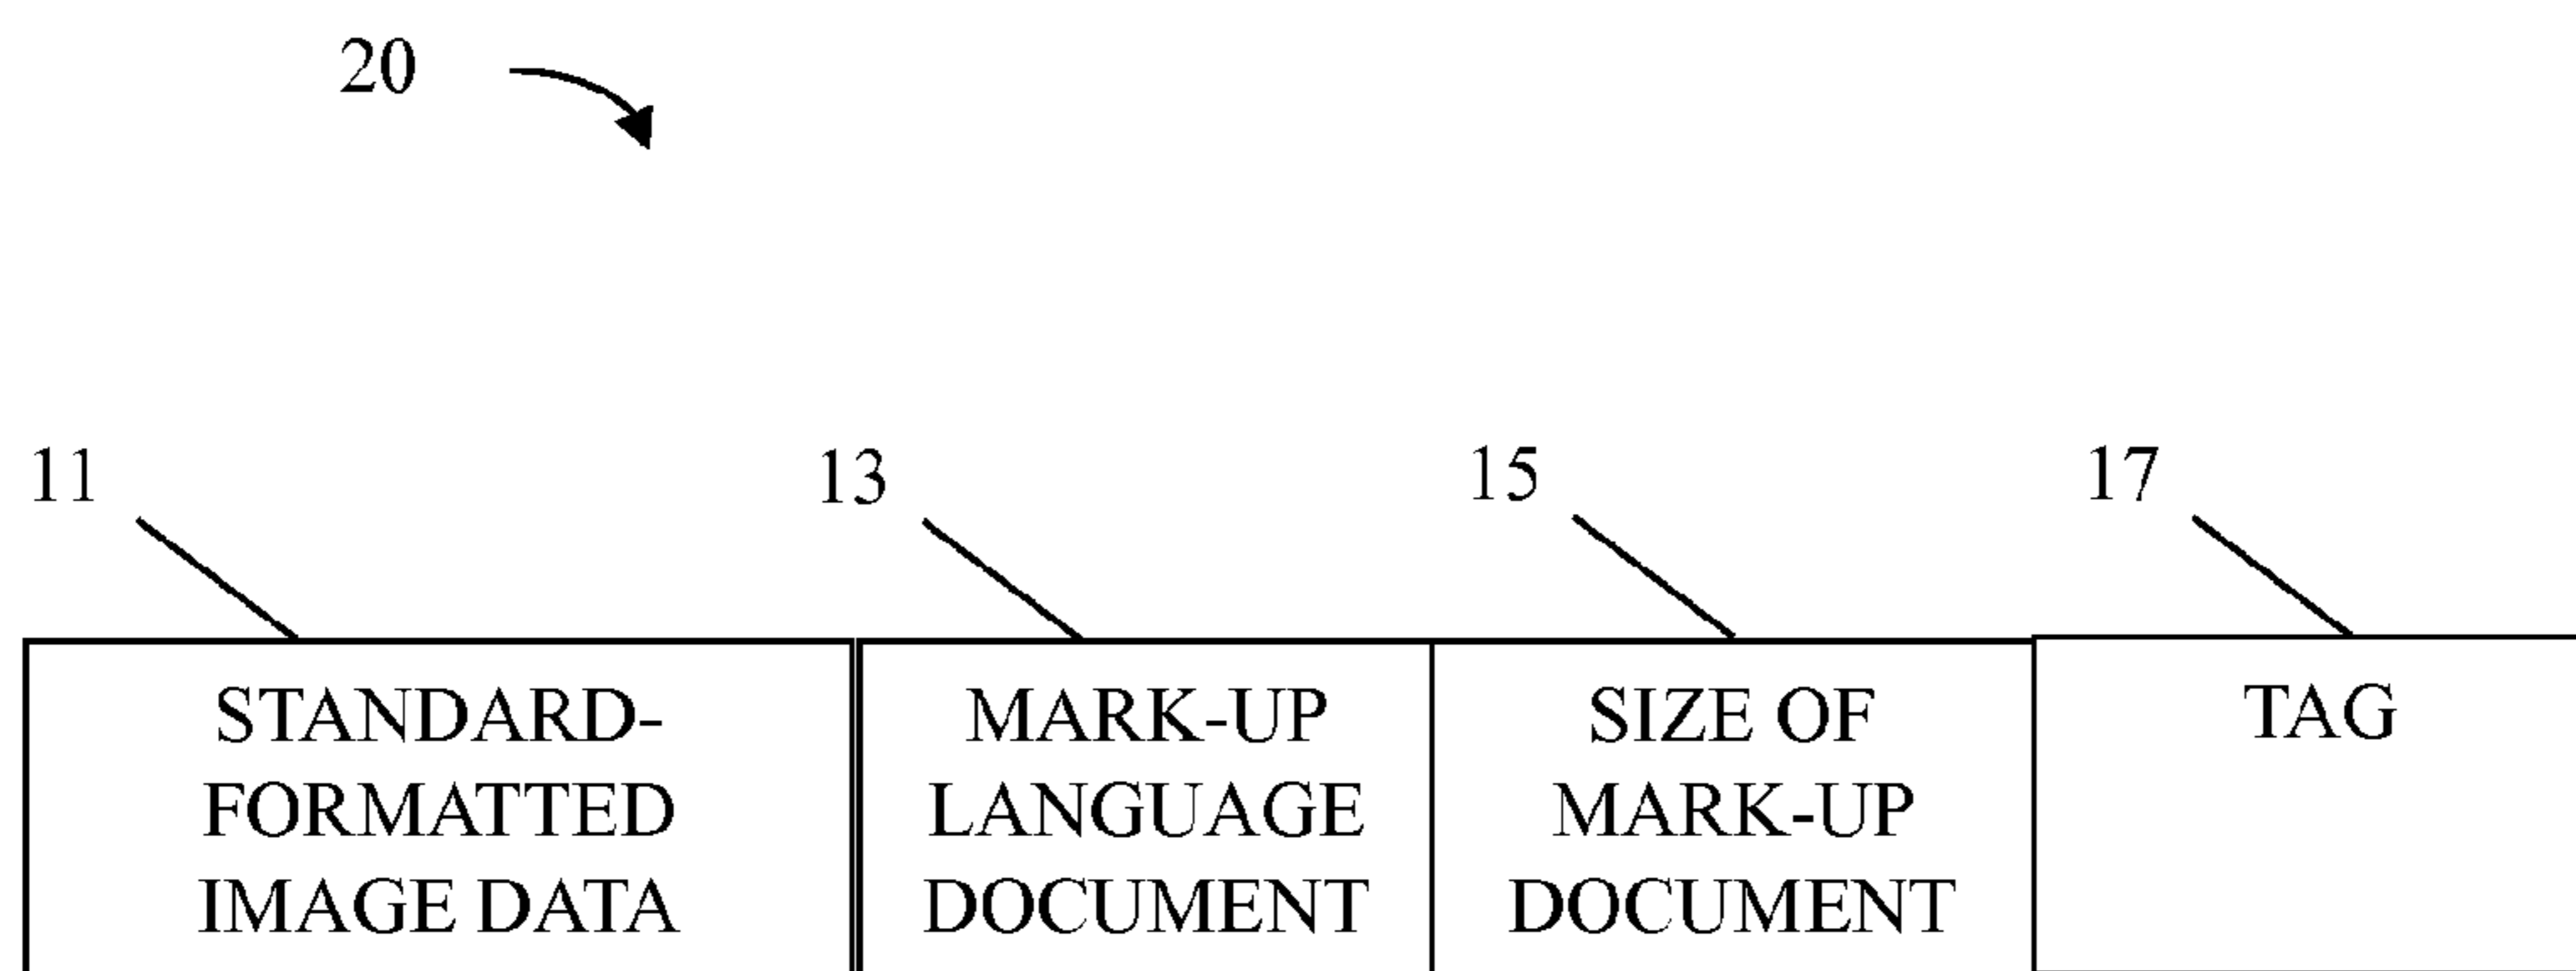 20
11
13
15
17
STANDARD-
FORMATTED
IMAGE DATA
MARK-UP
LANGUAGE
DOCUMENT
SIZE OF
MARK-UP
DOCUMENT
TAG